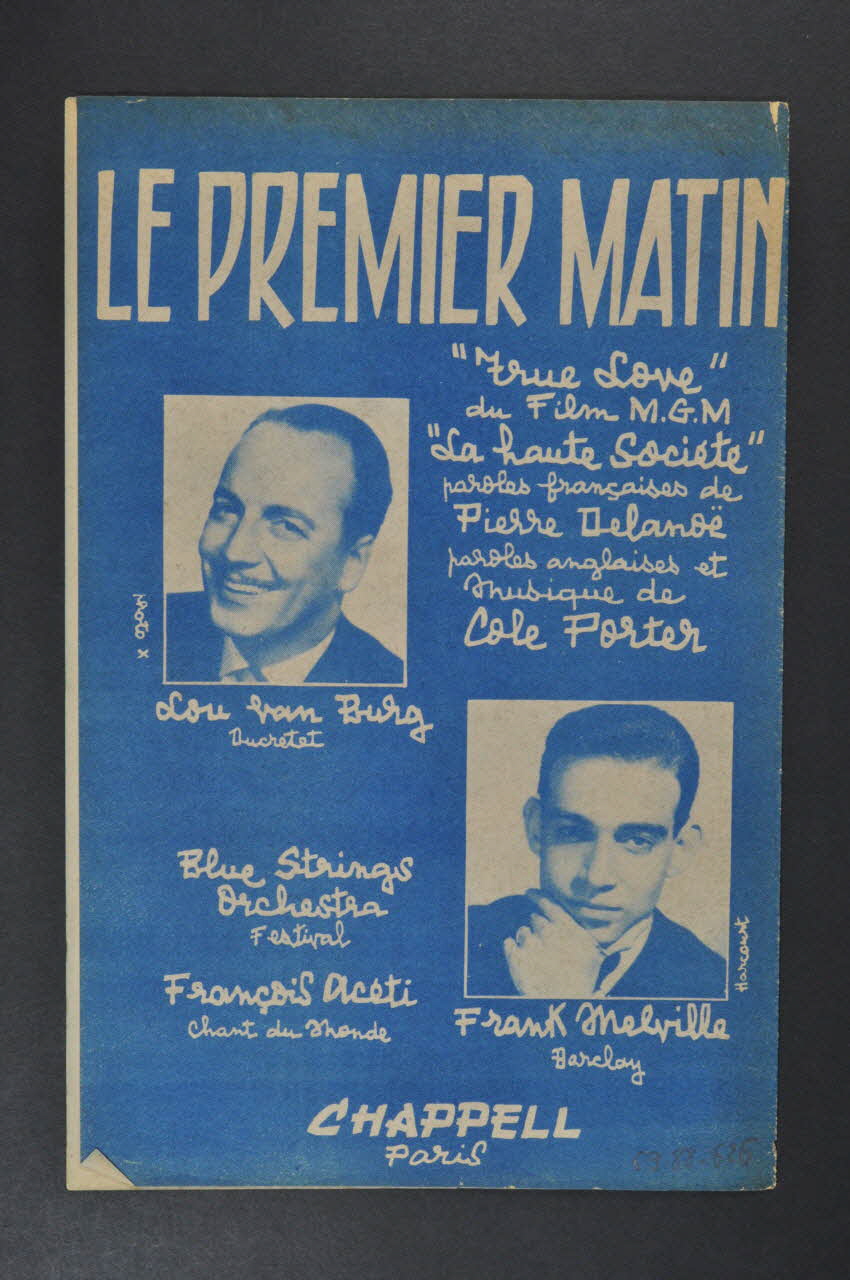 LE PREMIER MATIN
"True Love"
du Film M.G.M
"La haute Société"
paroles françaises de
Pierre Delanoë
paroles anglaises et
Musique de
Cole Porter
Photo X
Lou van Burg
Ducretet
Blue Strings
Orchestra
Festival
François Acéti
Chant du Monde
Harcourt
Frank Melville
Barclay
CHAPPELL
Paris